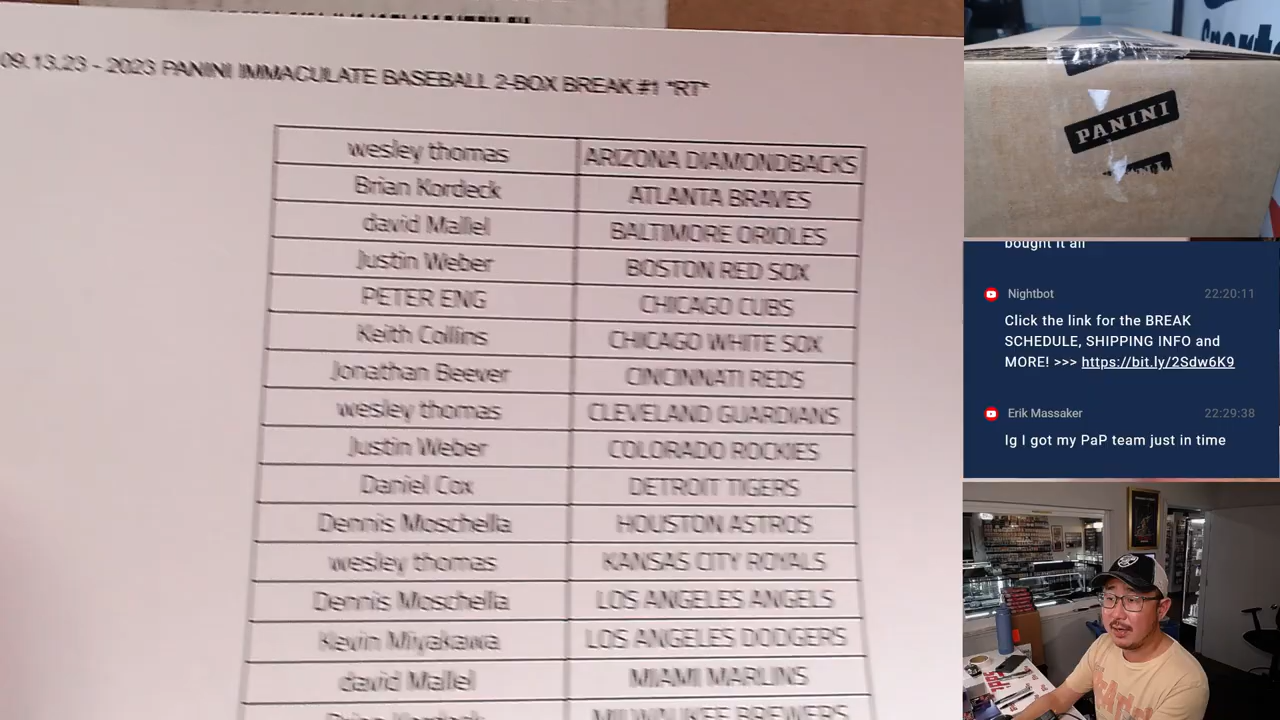 09.13.23 - 2023 PANINI IMMACULATE BASEBALL 2-BOX BREAK #1 *RT*
wesley thomas ARIZONA DIAMONDBACKS
Brian Kordeck ATLANTA BRAVES
david Mallel BALTIMORE ORIOLES
Justin Weber BOSTON RED SOX
PETER ENG CHICAGO CUBS
Keith Collins CHICAGO WHITE SOX
Jonathan Beever CINCINNATI REDS
wesley thomas CLEVELAND GUARDIANS
Justin Weber COLORADO ROCKIES
Daniel Cox DETROIT TIGERS
Dennis Moschella HOUSTON ASTROS
wesley thomas KANSAS CITY ROYALS
Dennis Moschella LOS ANGELES ANGELS
Kevin Miyakawa LOS ANGELES DODGERS
david Mallel MIAMI MARLINS
Brian Kordeck MILWAUKEE BREWERS
Sports
PANINI
bought it all
Nightbot 22:20:11
Click the link for the BREAK
SCHEDULE, SHIPPING INFO and
MORE! >>> https://bit.ly/2Sdw6K9
Erik Massaker 22:29:38
Ig I got my PaP team just in time